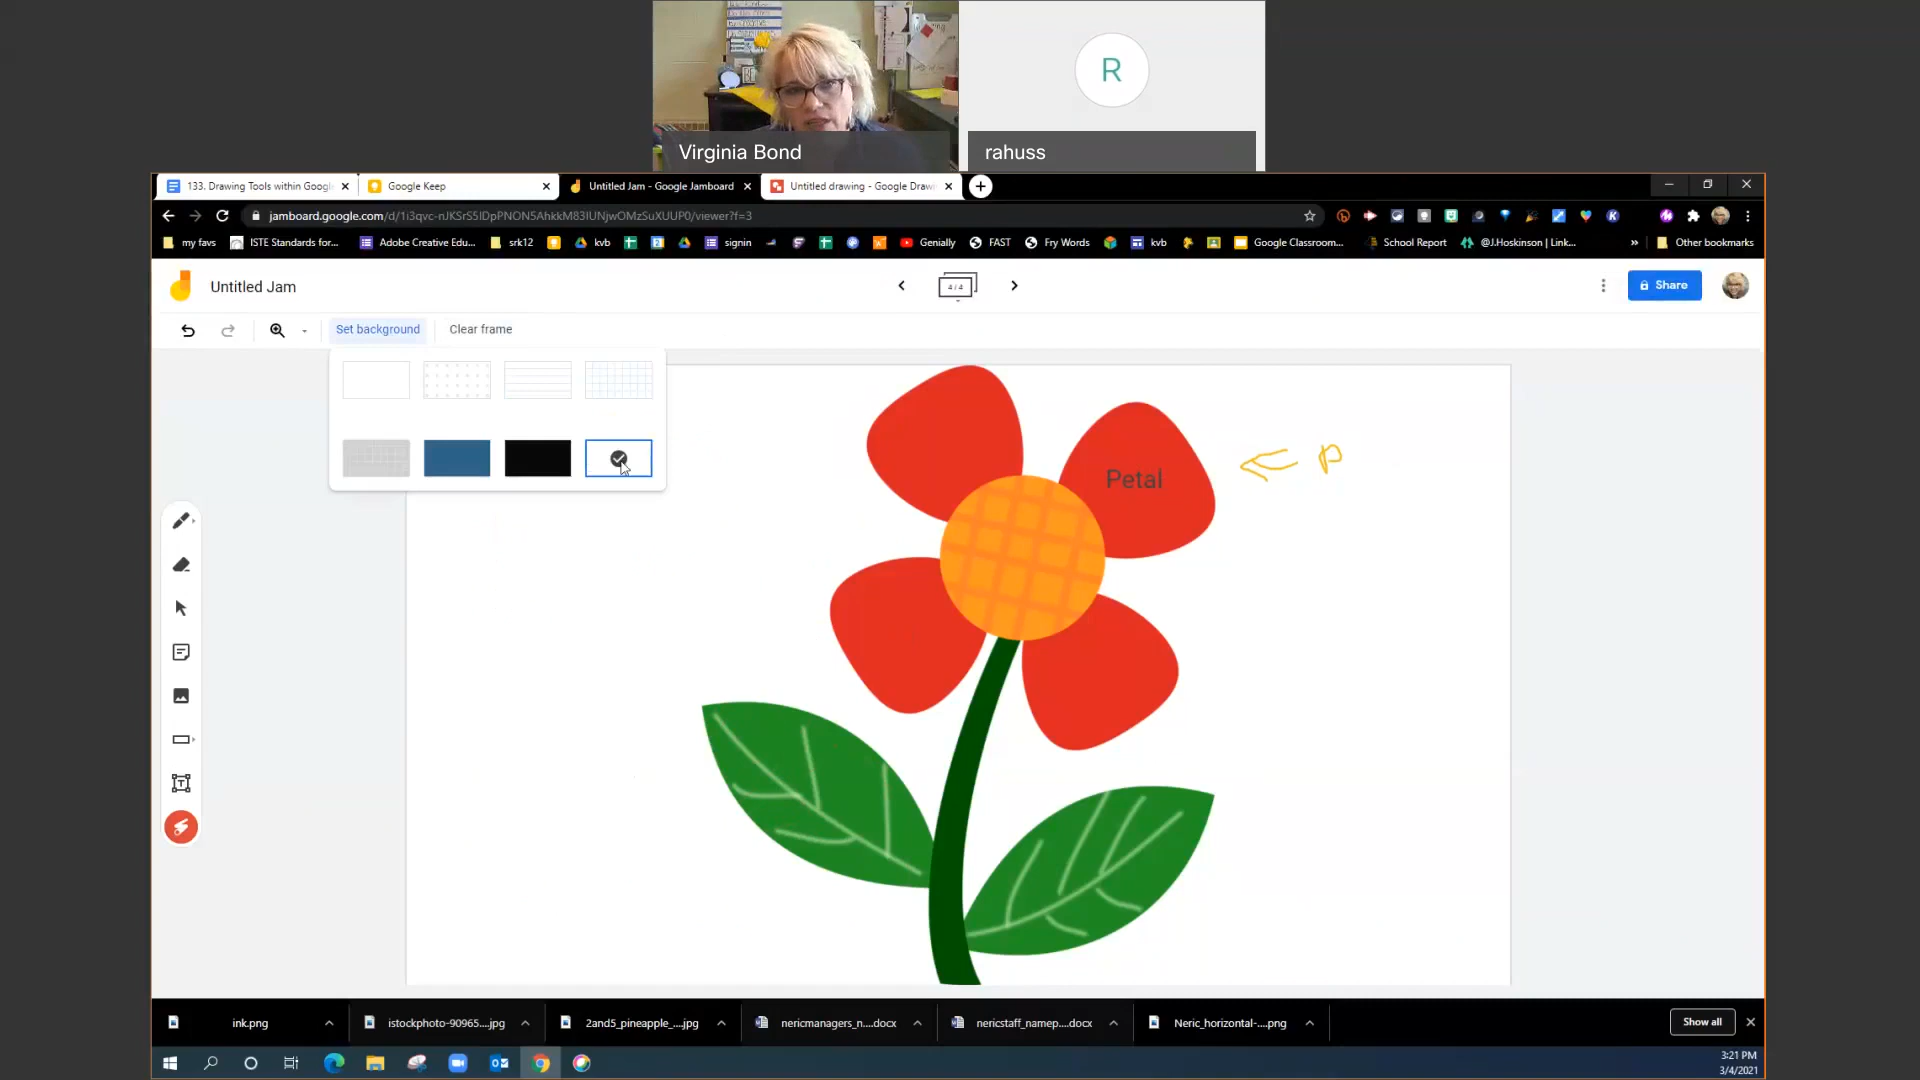 R
Virginia Bond
rahuss
133. Drawing Tools within Googl
Google Keep
Untitled Jam - Google Jamboard
Untitled drawing - Google Draw
jamboard.google.com/d/1i3qvc-nJKSrS5IDpPNON5AhkkM83IUNjwOMzSuXUUP0/viewer?f=3
my favs
ISTE Standards for...
Adobe Creative Edu...
srk12
kvb
signin
Genially
FAST
Fry Words
kvb
Google Classroom...
School Report
@J.Hoskinson | Link...
»
Other bookmarks
Untitled Jam
4 / 4
Share
Set background
Clear frame
Petal
P
ink.png
istockphoto-90965....jpg
2and5_pineapple_....jpg
nericmanagers_n....docx
nericstaff_namep....docx
Neric_horizontal-....png
Show all
3:21 PM
3/4/2021